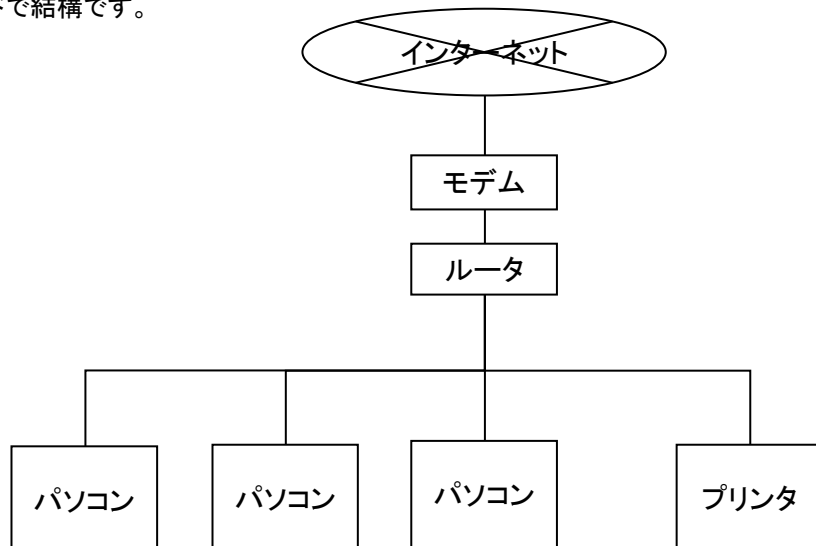 で結構です。
インターネット
モデム
ルータ
パソコン
パソコン
パソコン
プリンタ